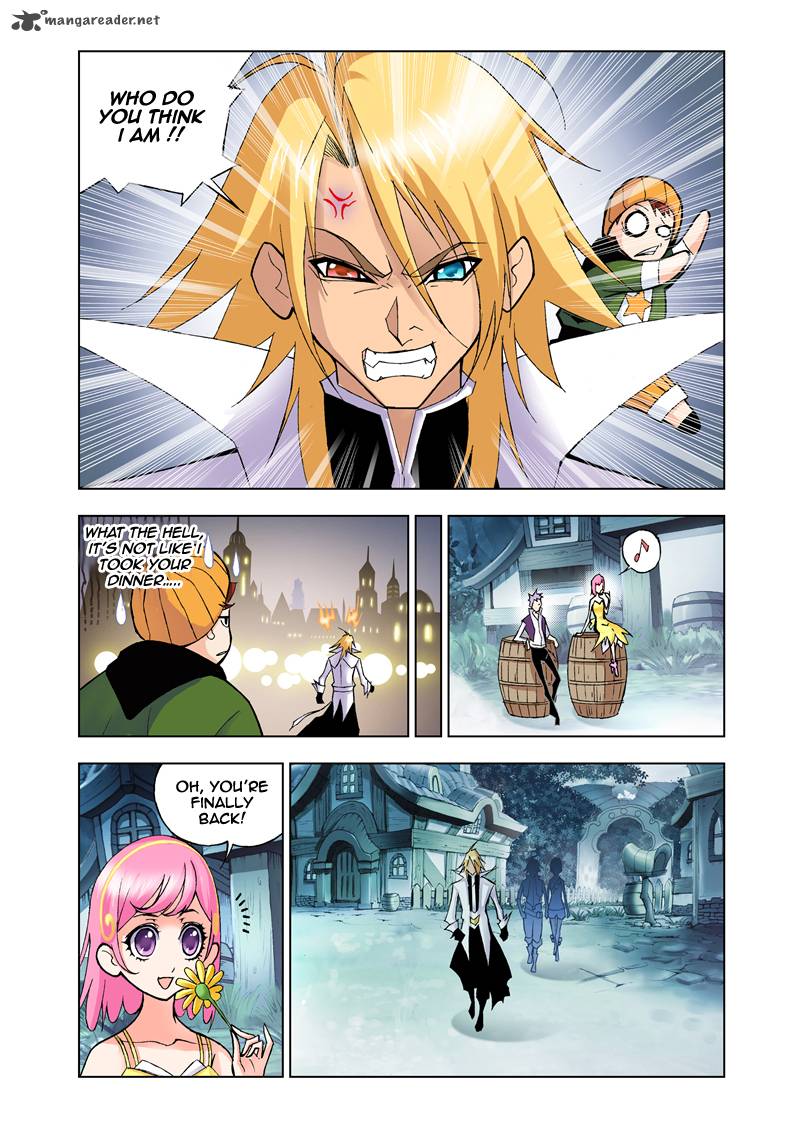 mangareader.net
WHO DO
YOU THINK
I AM !!
WHAT THE HELL,
IT'S NOT LIKE I
TOOK YOUR
DINNER.....
OH, YOU'RE
FINALLY
BACK!